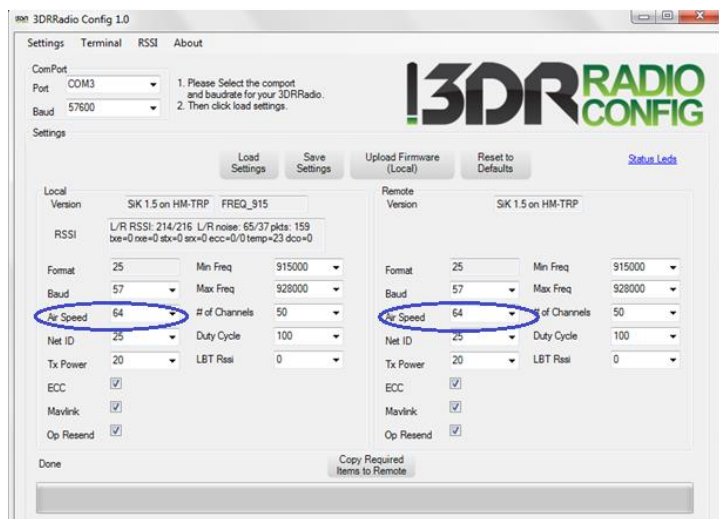 3DRRadio Config 1.0
Settings Terminal RSSI About
ComPort
Port COM3
Baud 57600
1. Please Select the comport
and baudrate for your 3DRRadio.
2. Then click load settings.
!3DR RADIO CONFIG
Settings
Load Settings
Save Settings
Upload Firmware (Local)
Reset to Defaults
Status Leds
Local
Version SiK 1.5 on HM-TRP FREQ_915
RSSI
L/R RSSI: 214/216 L/R noise: 65/37 pkts: 159
txe=0 rxe=0 stx=0 srx=0 ecc=0/0 temp=23 dco=0
Format 25 Min Freq 915000
Baud 57 Max Freq 928000
Air Speed 64 # of Channels 50
Net ID 25 Duty Cycle 100
Tx Power 20 LBT Rssi 0
ECC
Mavlink
Op Resend
Remote
Version SiK 1.5 on HM-TRP
Format 25 Min Freq 915000
Baud 57 Max Freq 928000
Air Speed 64 # of Channels 50
Net ID 25 Duty Cycle 100
Tx Power 20 LBT Rssi 0
ECC
Mavlink
Op Resend
Done
Copy Required
Items to Remote